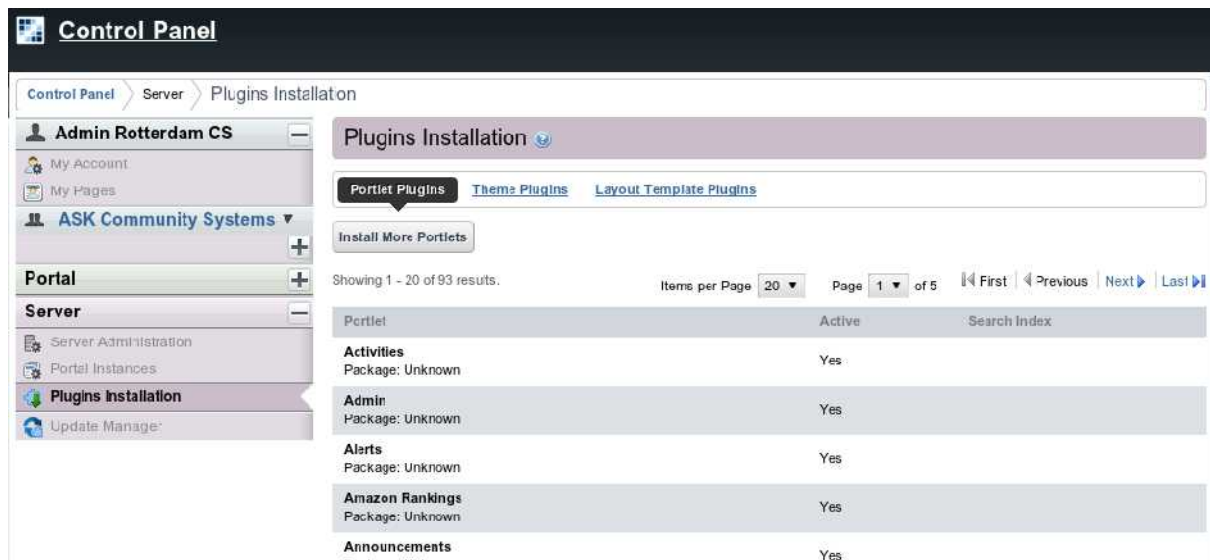 Control Panel
Control Panel Server Plugins Installation
Admin Rotterdam CS
My Account
My Pages
ASK Community Systems
Portal
Server
Server Administration
Portal Instances
Plugins Installation
Update Manager
Plugins Installation
Portlet Plugins Theme Plugins Layout Template Plugins
Install More Portlets
Showing 1 - 20 of 93 results. Items per Page 20 Page 1 of 5 First Previous Next Last
Portlet Active Search Index
Activities
Package: Unknown Yes
Admin
Package: Unknown Yes
Alerts
Package: Unknown Yes
Amazon Rankings
Package: Unknown Yes
Announcements
Yes